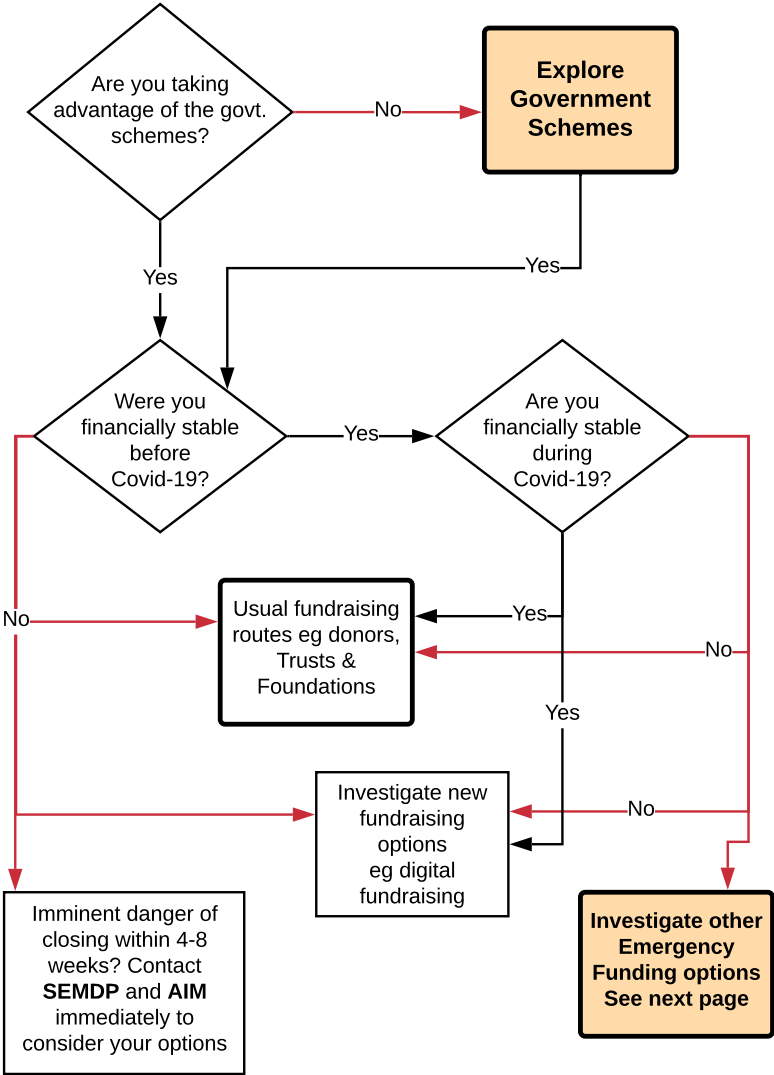 Are you taking
advantage of the govt.
schemes?
No
Explore
Government
Schemes
Yes
Yes
Were you
financially stable
before
Covid-19?
Yes
Are you
financially stable
during
Covid-19?
No
Usual fundraising
routes eg donors,
Trusts &
Foundations
Yes
No
Yes
Investigate new
fundraising
options
eg digital
fundraising
No
Imminent danger of
closing within 4-8
weeks? Contact
SEMDP and AIM
immediately to
consider your options
Investigate other
Emergency
Funding options
See next page